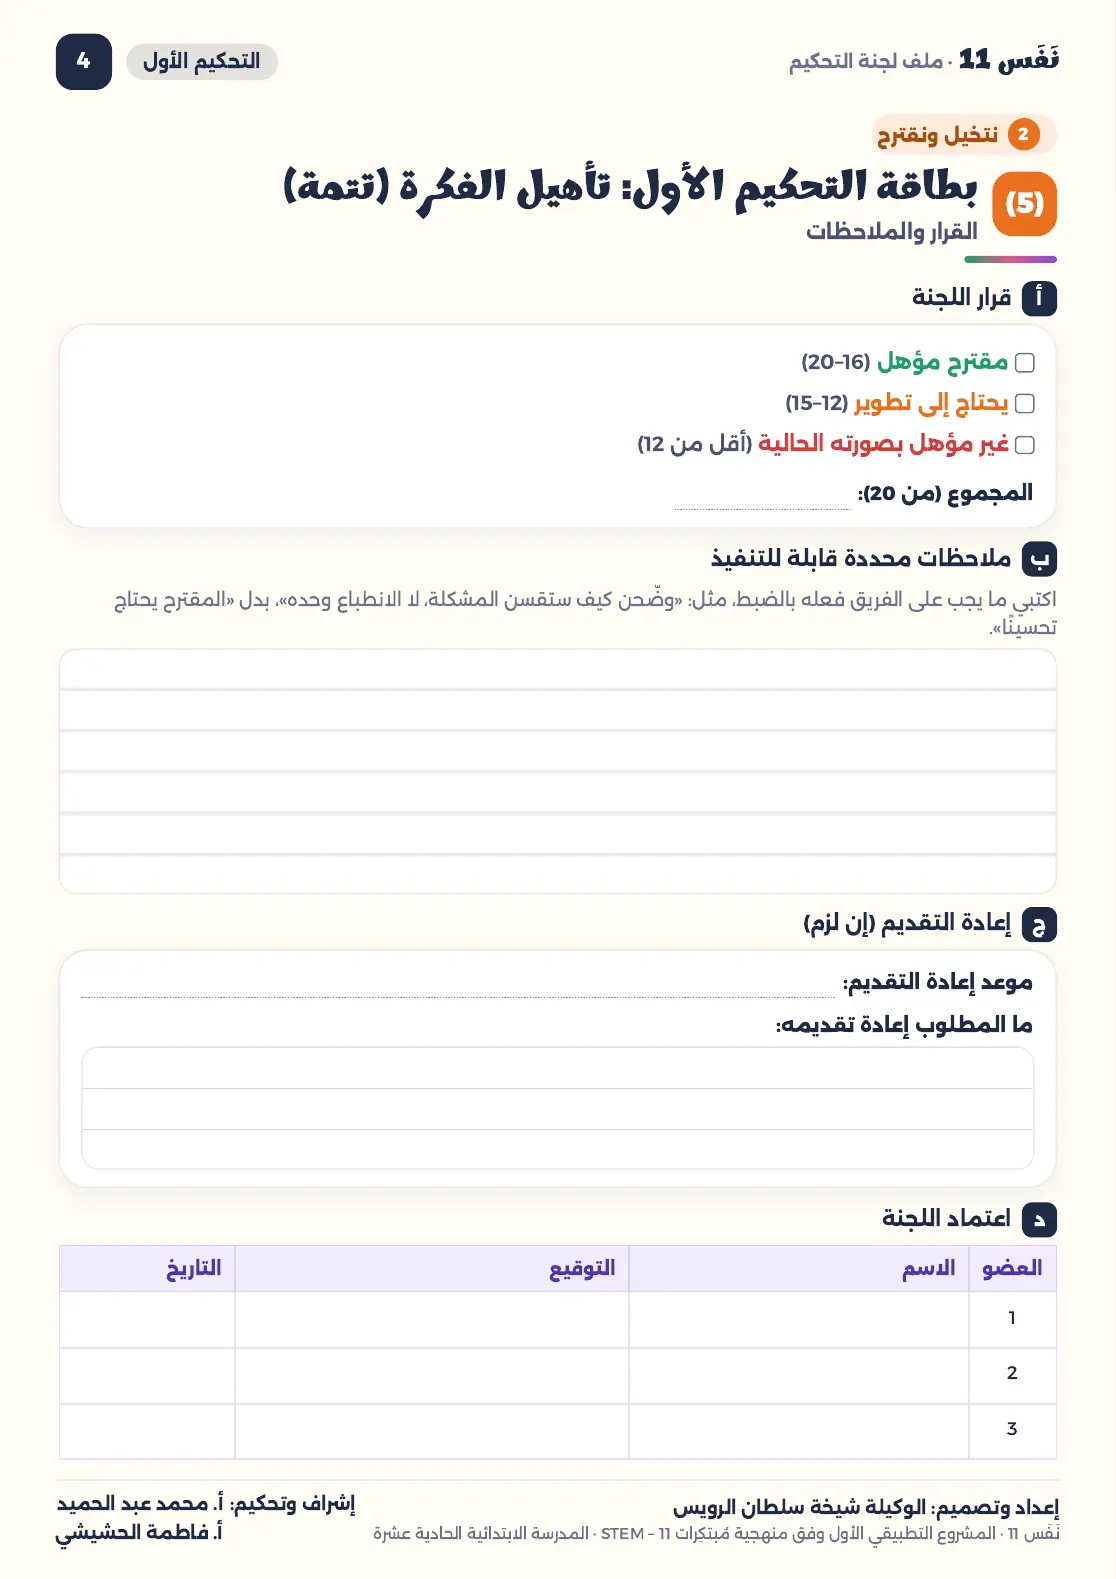 نَفَس 11 · ملف لجنة التحكيم
التحكيم الأول
4
2 نتخيل ونقترح
(5) بطاقة التحكيم الأول: تأهيل الفكرة (تتمة)
القرار والملاحظات
أ قرار اللجنة
مقترح مؤهل (16–20)
يحتاج إلى تطوير (12–15)
غير مؤهل بصورته الحالية (أقل من 12)
المجموع (من 20):
ب ملاحظات محددة قابلة للتنفيذ
اكتبي ما يجب على الفريق فعله بالضبط، مثل: «وضّحن كيف ستقسن المشكلة، لا الانطباع وحده»، بدل «المقترح يحتاج
تحسينًا».
ج إعادة التقديم (إن لزم)
موعد إعادة التقديم:
ما المطلوب إعادة تقديمه:
د اعتماد اللجنة
العضو الاسم التوقيع التاريخ
1
2
3
إعداد وتصميم: الوكيلة شيخة سلطان الرويس
نَفَس 11 · المشروع التطبيقي الأول وفق منهجية مُبتكِرات 11 – STEM · المدرسة الابتدائية الحادية عشرة
إشراف وتحكيم: أ. محمد عبد الحميد
أ. فاطمة الحشيشي